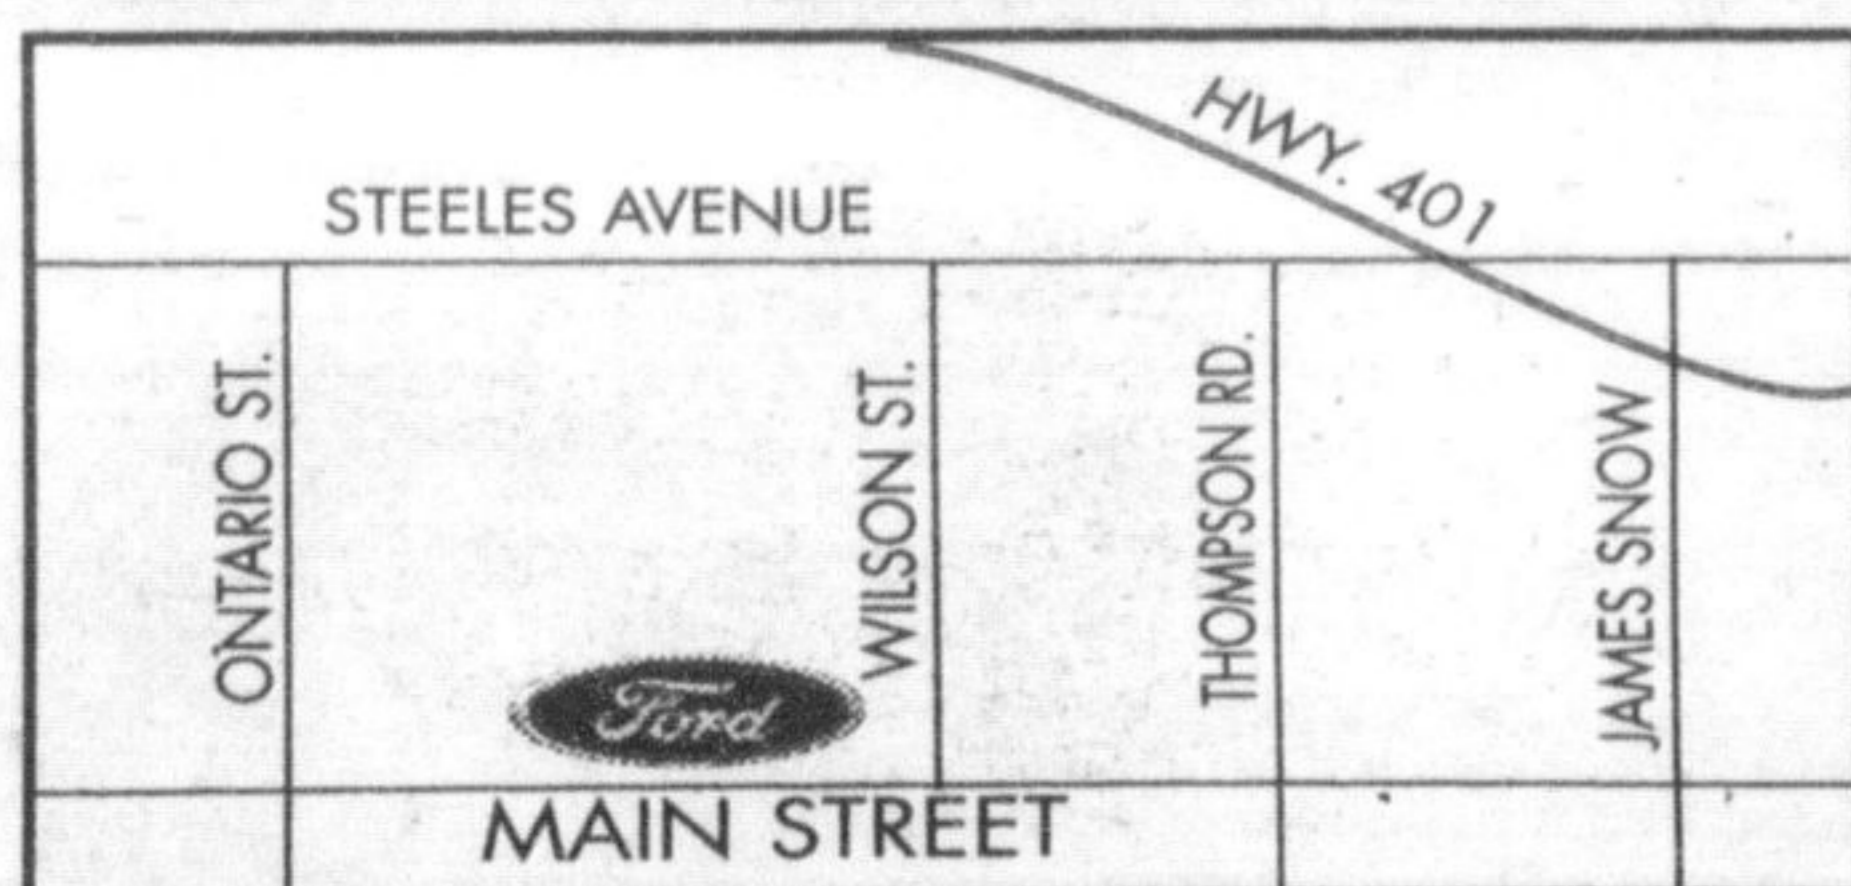 HWY. 401
STEELES AVENUE
ONTARIO ST.
WILSON ST.
THOMPSON RD.
JAMES SNOW
Ford
MAIN STREET